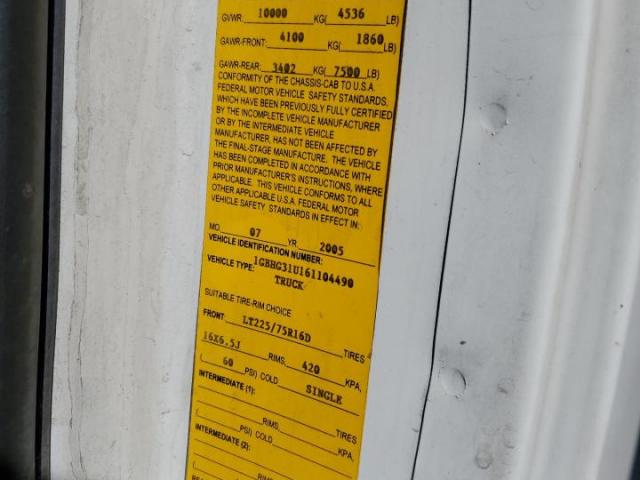 GVWR 10000 KG( 4536 LB)
GAWR-FRONT: 4100 KG( 1860 LB)
GAWR-REAR: 3402 KG( 7500 LB)
CONFORMITY OF THE CHASSIS-CAB TO U.S.A.
FEDERAL MOTOR VEHICLE SAFETY STANDARDS,
WHICH HAVE BEEN PREVIOUSLY FULLY CERTIFIED
BY THE INCOMPLETE VEHICLE MANUFACTURER
OR BY THE INTERMEDIATE VEHICLE
MANUFACTURER, HAS NOT BEEN AFFECTED BY
THE FINAL-STAGE MANUFACTURE. THE VEHICLE
HAS BEEN COMPLETED IN ACCORDANCE WITH
PRIOR MANUFACTURER'S INSTRUCTIONS, WHERE
APPLICABLE. THIS VEHICLE CONFORMS TO ALL
OTHER APPLICABLE U.S.A. FEDERAL MOTOR
VEHICLE SAFETY STANDARDS IN EFFECT IN:
MO. 07 YR. 2005
VEHICLE IDENTIFICATION NUMBER:
1GBHG31U161104490
VEHICLE TYPE: TRUCK
SUITABLE TIRE-RIM CHOICE
FRONT: LT225/75R16D TIRES
16X6.5J RIMS, 420 KPA,
( 60 PSI) COLD SINGLE
INTERMEDIATE (1):
TIRES
RIMS, KPA,
( PSI) COLD
INTERMEDIATE (2):
TIRES
RIMS,